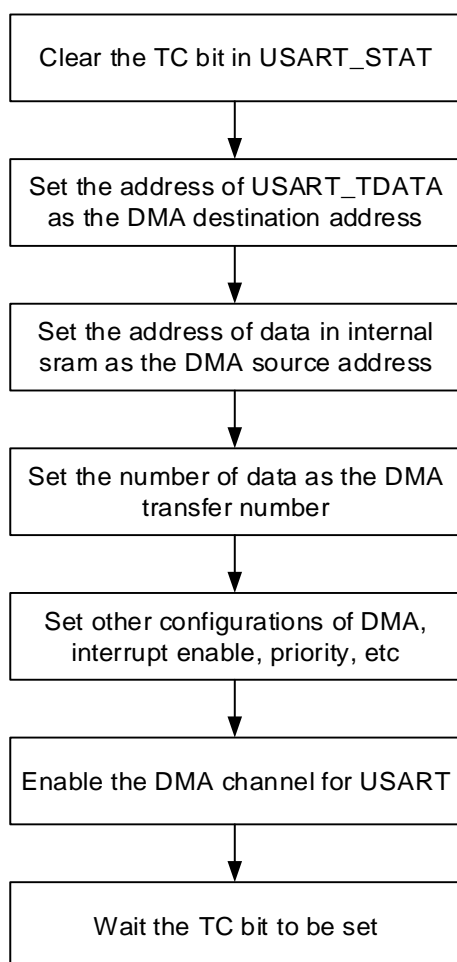 Clear the TC bit in USART_STAT
Set the address of USART_TDATA
as the DMA destination address
Set the address of data in internal
sram as the DMA source address
Set the number of data as the DMA
transfer number
Set other configurations of DMA,
interrupt enable, priority, etc
Enable the DMA channel for USART
Wait the TC bit to be set